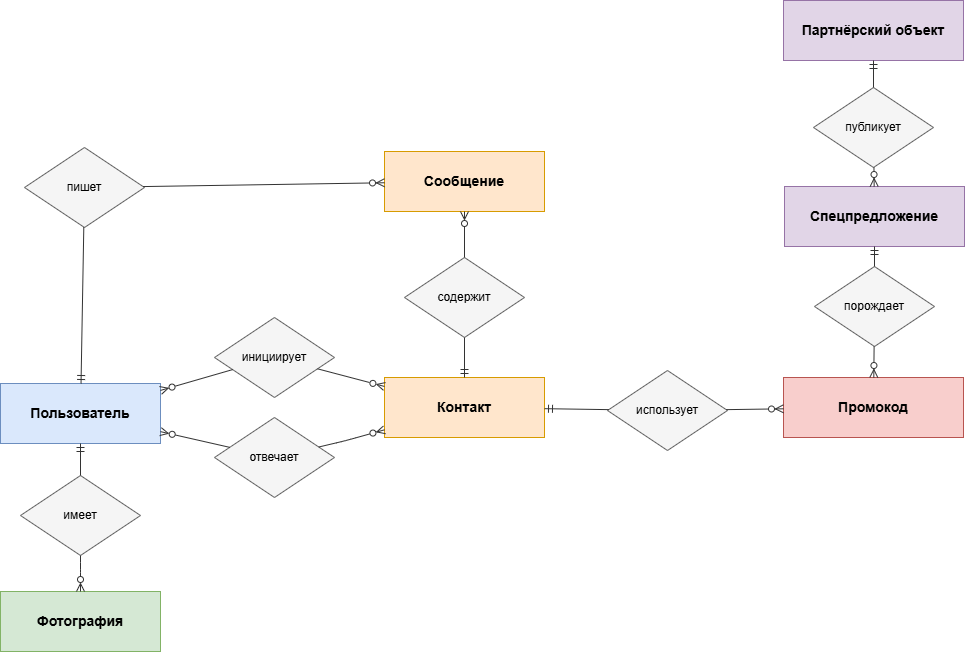 Партнёрский объект
публикует
пишет
Сообщение
Спецпредложение
содержит
порождает
инициирует
Пользователь
Контакт
использует
Промокод
отвечает
имеет
Фотография